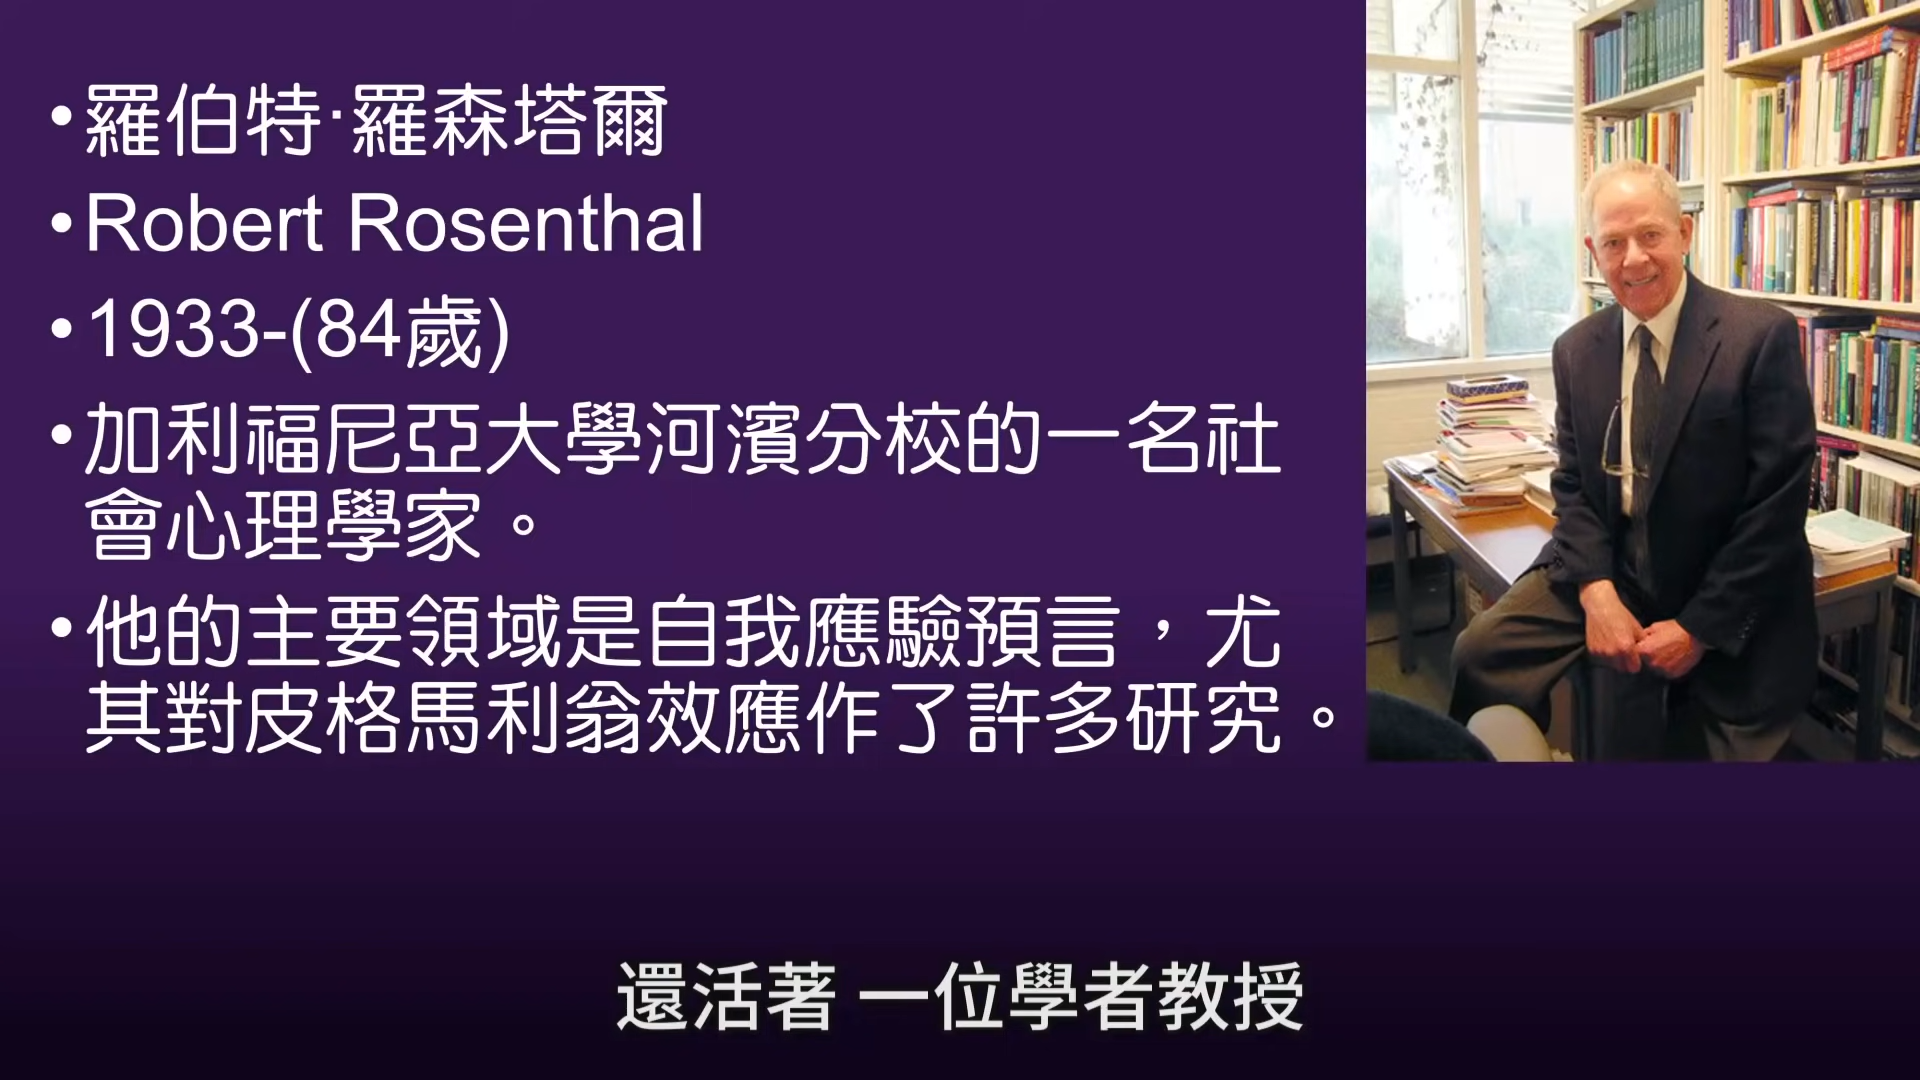 •羅伯特·羅森塔爾
•Robert Rosenthal
•1933-(84歲)
•加利福尼亞大學河濱分校的一名社
會心理學家。
•他的主要領域是自我應驗預言，尤
其對皮格馬利翁效應作了許多研究。
還活著 一位學者教授